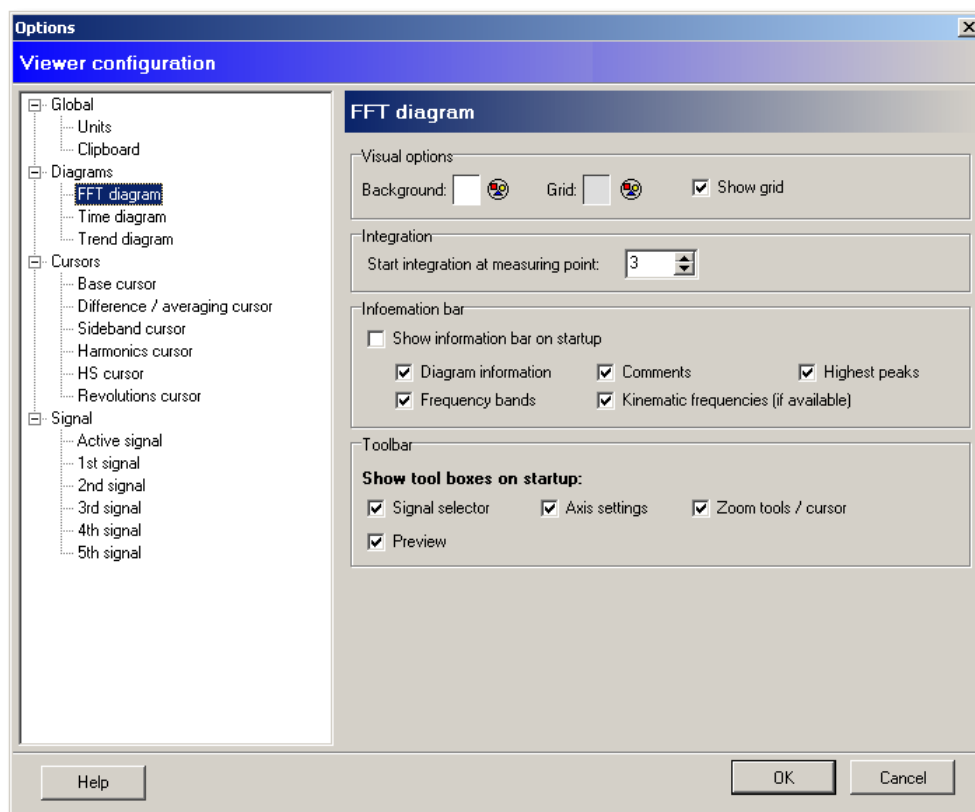 Options
Viewer configuration
Global
Units
Clipboard
Diagrams
FFT diagram
Time diagram
Trend diagram
Cursors
Base cursor
Difference / averaging cursor
Sideband cursor
Harmonics cursor
HS cursor
Revolutions cursor
Signal
Active signal
1st signal
2nd signal
3rd signal
4th signal
5th signal
FFT diagram
Visual options
Background: Grid: Show grid
Integration
Start integration at measuring point: 3
Infoemation bar
Show information bar on startup
Diagram information Comments Highest peaks
Frequency bands Kinematic frequencies (if available)
Toolbar
Show tool boxes on startup:
Signal selector Axis settings Zoom tools / cursor
Preview
Help OK Cancel